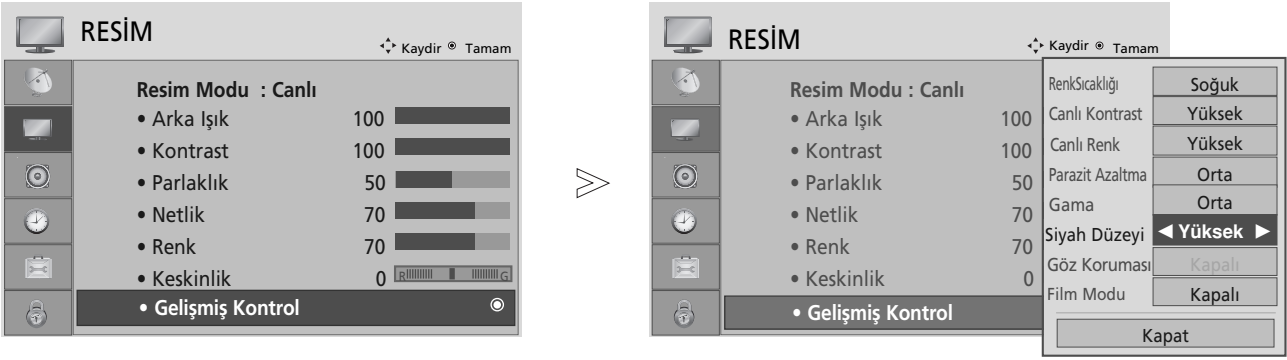 RESİM
Kaydir Tamam
Resim Modu : Canlı
• Arka Işık 100
• Kontrast 100
• Parlaklık 50
• Netlik 70
• Renk 70
• Keskinlik 0 R G
• Gelişmiş Kontrol
RESİM
Kaydir Tamam
Resim Modu : Canlı
• Arka Işık 100
• Kontrast 100
• Parlaklık 50
• Netlik 70
• Renk 70
• Keskinlik 0
• Gelişmiş Kontrol
RenkSıcaklığı Soğuk
Canlı Kontrast Yüksek
Canlı Renk Yüksek
Parazit Azaltma Orta
Gama Orta
Siyah Düzeyi ◀ Yüksek ▶
Göz Koruması Kapalı
Film Modu Kapalı
Kapat